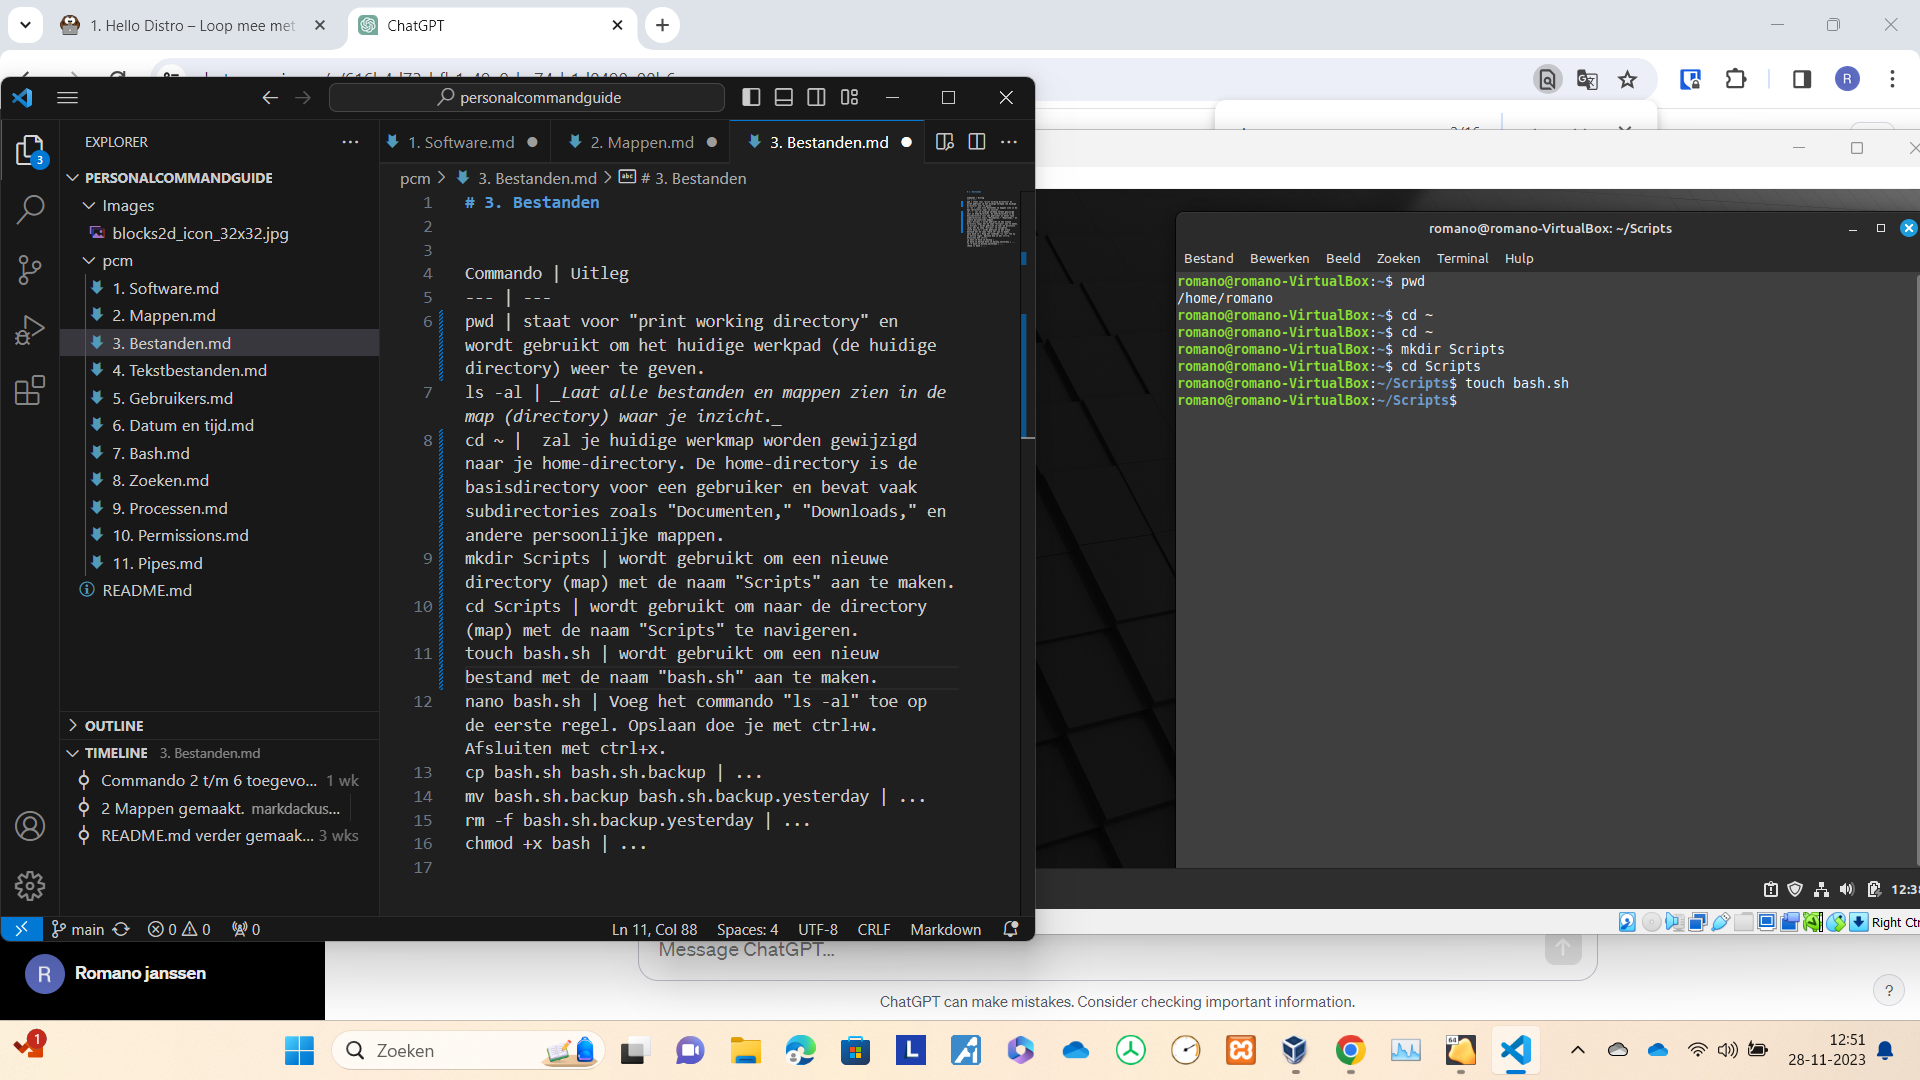 1. Hello Distro – Loop mee met
ChatGPT
R
personalcommandguide
EXPLORER
3
PERSONALCOMMANDGUIDE
Images
blocks2d_icon_32x32.jpg
pcm
1. Software.md
2. Mappen.md
3. Bestanden.md
4. Tekstbestanden.md
5. Gebruikers.md
6. Datum en tijd.md
7. Bash.md
8. Zoeken.md
9. Processen.md
10. Permissions.md
11. Pipes.md
README.md
OUTLINE
TIMELINE 3. Bestanden.md
Commando 2 t/m 6 toegevo... 1 wk
2 Mappen gemaakt. markdackus...
README.md verder gemaak... 3 wks
1. Software.md
2. Mappen.md
3. Bestanden.md
pcm > 3. Bestanden.md > # 3. Bestanden
1 # 3. Bestanden
2
3
4 Commando | Uitleg
5 --- | ---
6 pwd | staat voor "print working directory" en
wordt gebruikt om het huidige werkpad (de huidige
directory) weer te geven.
7 ls -al | _Laat alle bestanden en mappen zien in de
map (directory) waar je inzicht._
8 cd ~ |  zal je huidige werkmap worden gewijzigd
naar je home-directory. De home-directory is de
basisdirectory voor een gebruiker en bevat vaak
subdirectories zoals "Documenten," "Downloads," en
andere persoonlijke mappen.
9 mkdir Scripts | wordt gebruikt om een nieuwe
directory (map) met de naam "Scripts" aan te maken.
10 cd Scripts | wordt gebruikt om naar de directory
(map) met de naam "Scripts" te navigeren.
11 touch bash.sh | wordt gebruikt om een nieuw
bestand met de naam "bash.sh" aan te maken.
12 nano bash.sh | Voeg het commando "ls -al" toe op
de eerste regel. Opslaan doe je met ctrl+w.
Afsluiten met ctrl+x.
13 cp bash.sh bash.sh.backup | ...
14 mv bash.sh.backup bash.sh.backup.yesterday | ...
15 rm -f bash.sh.backup.yesterday | ...
16 chmod +x bash | ...
17
main 0 0 0
Ln 11, Col 88 Spaces: 4 UTF-8 CRLF Markdown
romano@romano-VirtualBox: ~/Scripts
Bestand Bewerken Beeld Zoeken Terminal Hulp
romano@romano-VirtualBox:~$ pwd
/home/romano
romano@romano-VirtualBox:~$ cd ~
romano@romano-VirtualBox:~$ cd ~
romano@romano-VirtualBox:~$ mkdir Scripts
romano@romano-VirtualBox:~$ cd Scripts
romano@romano-VirtualBox:~/Scripts$ touch bash.sh
romano@romano-VirtualBox:~/Scripts$
12:38
Right Ctr
R Romano janssen
Message ChatGPT...
ChatGPT can make mistakes. Consider checking important information.
?
1
Zoeken
L
64
12:51
28-11-2023